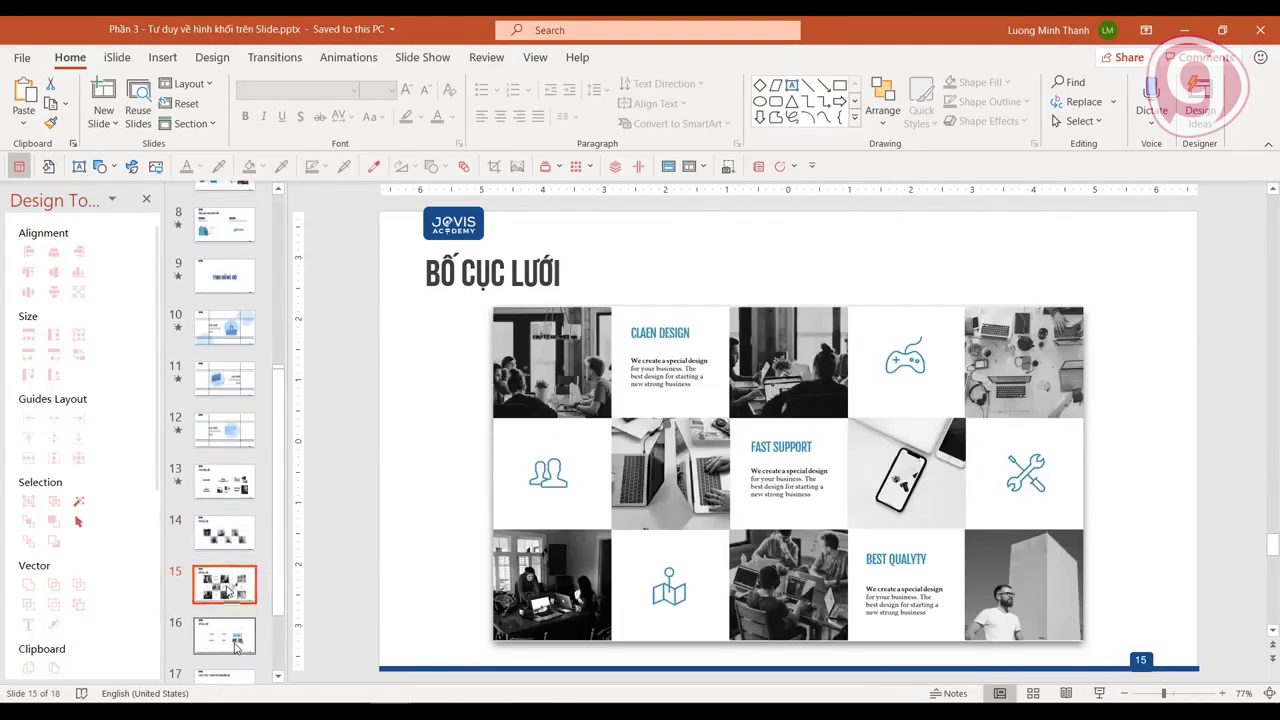 Phần 3 - Tư duy về hình khối trên Slide.pptx - Saved to this PC
Search
Luong Minh Thanh
LM
File
Home
iSlide
Insert
Design
Transitions
Animations
Slide Show
Review
View
Help
Share
Comments
Paste
New Slide
Reuse Slides
Layout
Reset
Section
Text Direction
Align Text
Convert to SmartArt
Arrange
Quick Styles
Shape Fill
Shape Outline
Shape Effects
Find
Replace
Select
Dictate
Design Ideas
Clipboard
Slides
Font
Paragraph
Drawing
Editing
Voice
Designer
Design To...
Alignment
Size
Guides Layout
Selection
Vector
Clipboard
8
9
10
11
12
13
14
15
16
17
JOVIS
ACADEMY
BỐ CỤC LƯỚI
CLAEN DESIGN
We create a special design
for your business. The
best design for starting a
new strong business
FAST SUPPORT
We create a special design
for your business. The
best design for starting a
new strong business
BEST QUALYTY
We create a special design
for your business. The
best design for starting a
new strong business
15
Slide 15 of 18
English (United States)
Notes
77%